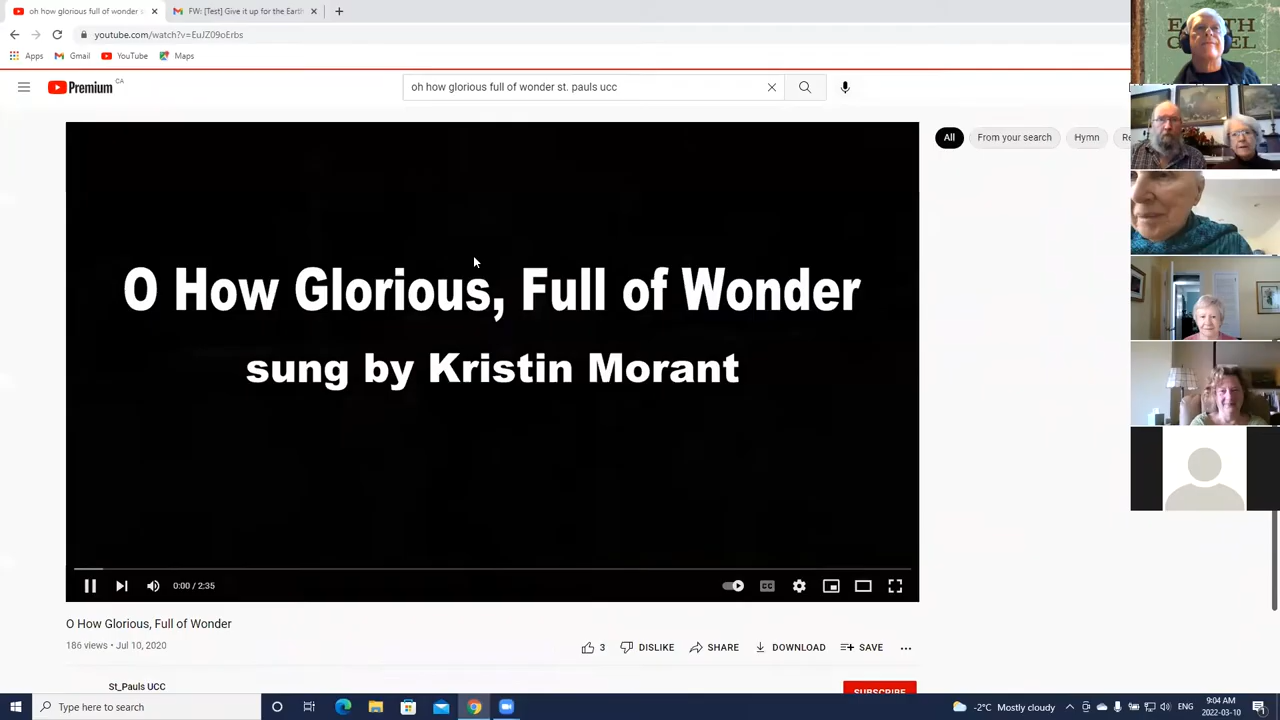 oh how glorious full of wonder s
FW: [Test] Give it up for the Earth
youtube.com/watch?v=EuJZ09oErbs
Apps
Gmail
YouTube
Maps
Premium
CA
oh how glorious full of wonder st. pauls ucc
All
From your search
Hymn
Re
O How Glorious, Full of Wonder
sung by Kristin Morant
0:00 / 2:35
CC
O How Glorious, Full of Wonder
186 views • Jul 10, 2020
3
DISLIKE
SHARE
DOWNLOAD
SAVE
St_Pauls UCC
SUBSCRIBE
Type here to search
-2°C Mostly cloudy
ENG
9:04 AM
2022-03-10
1